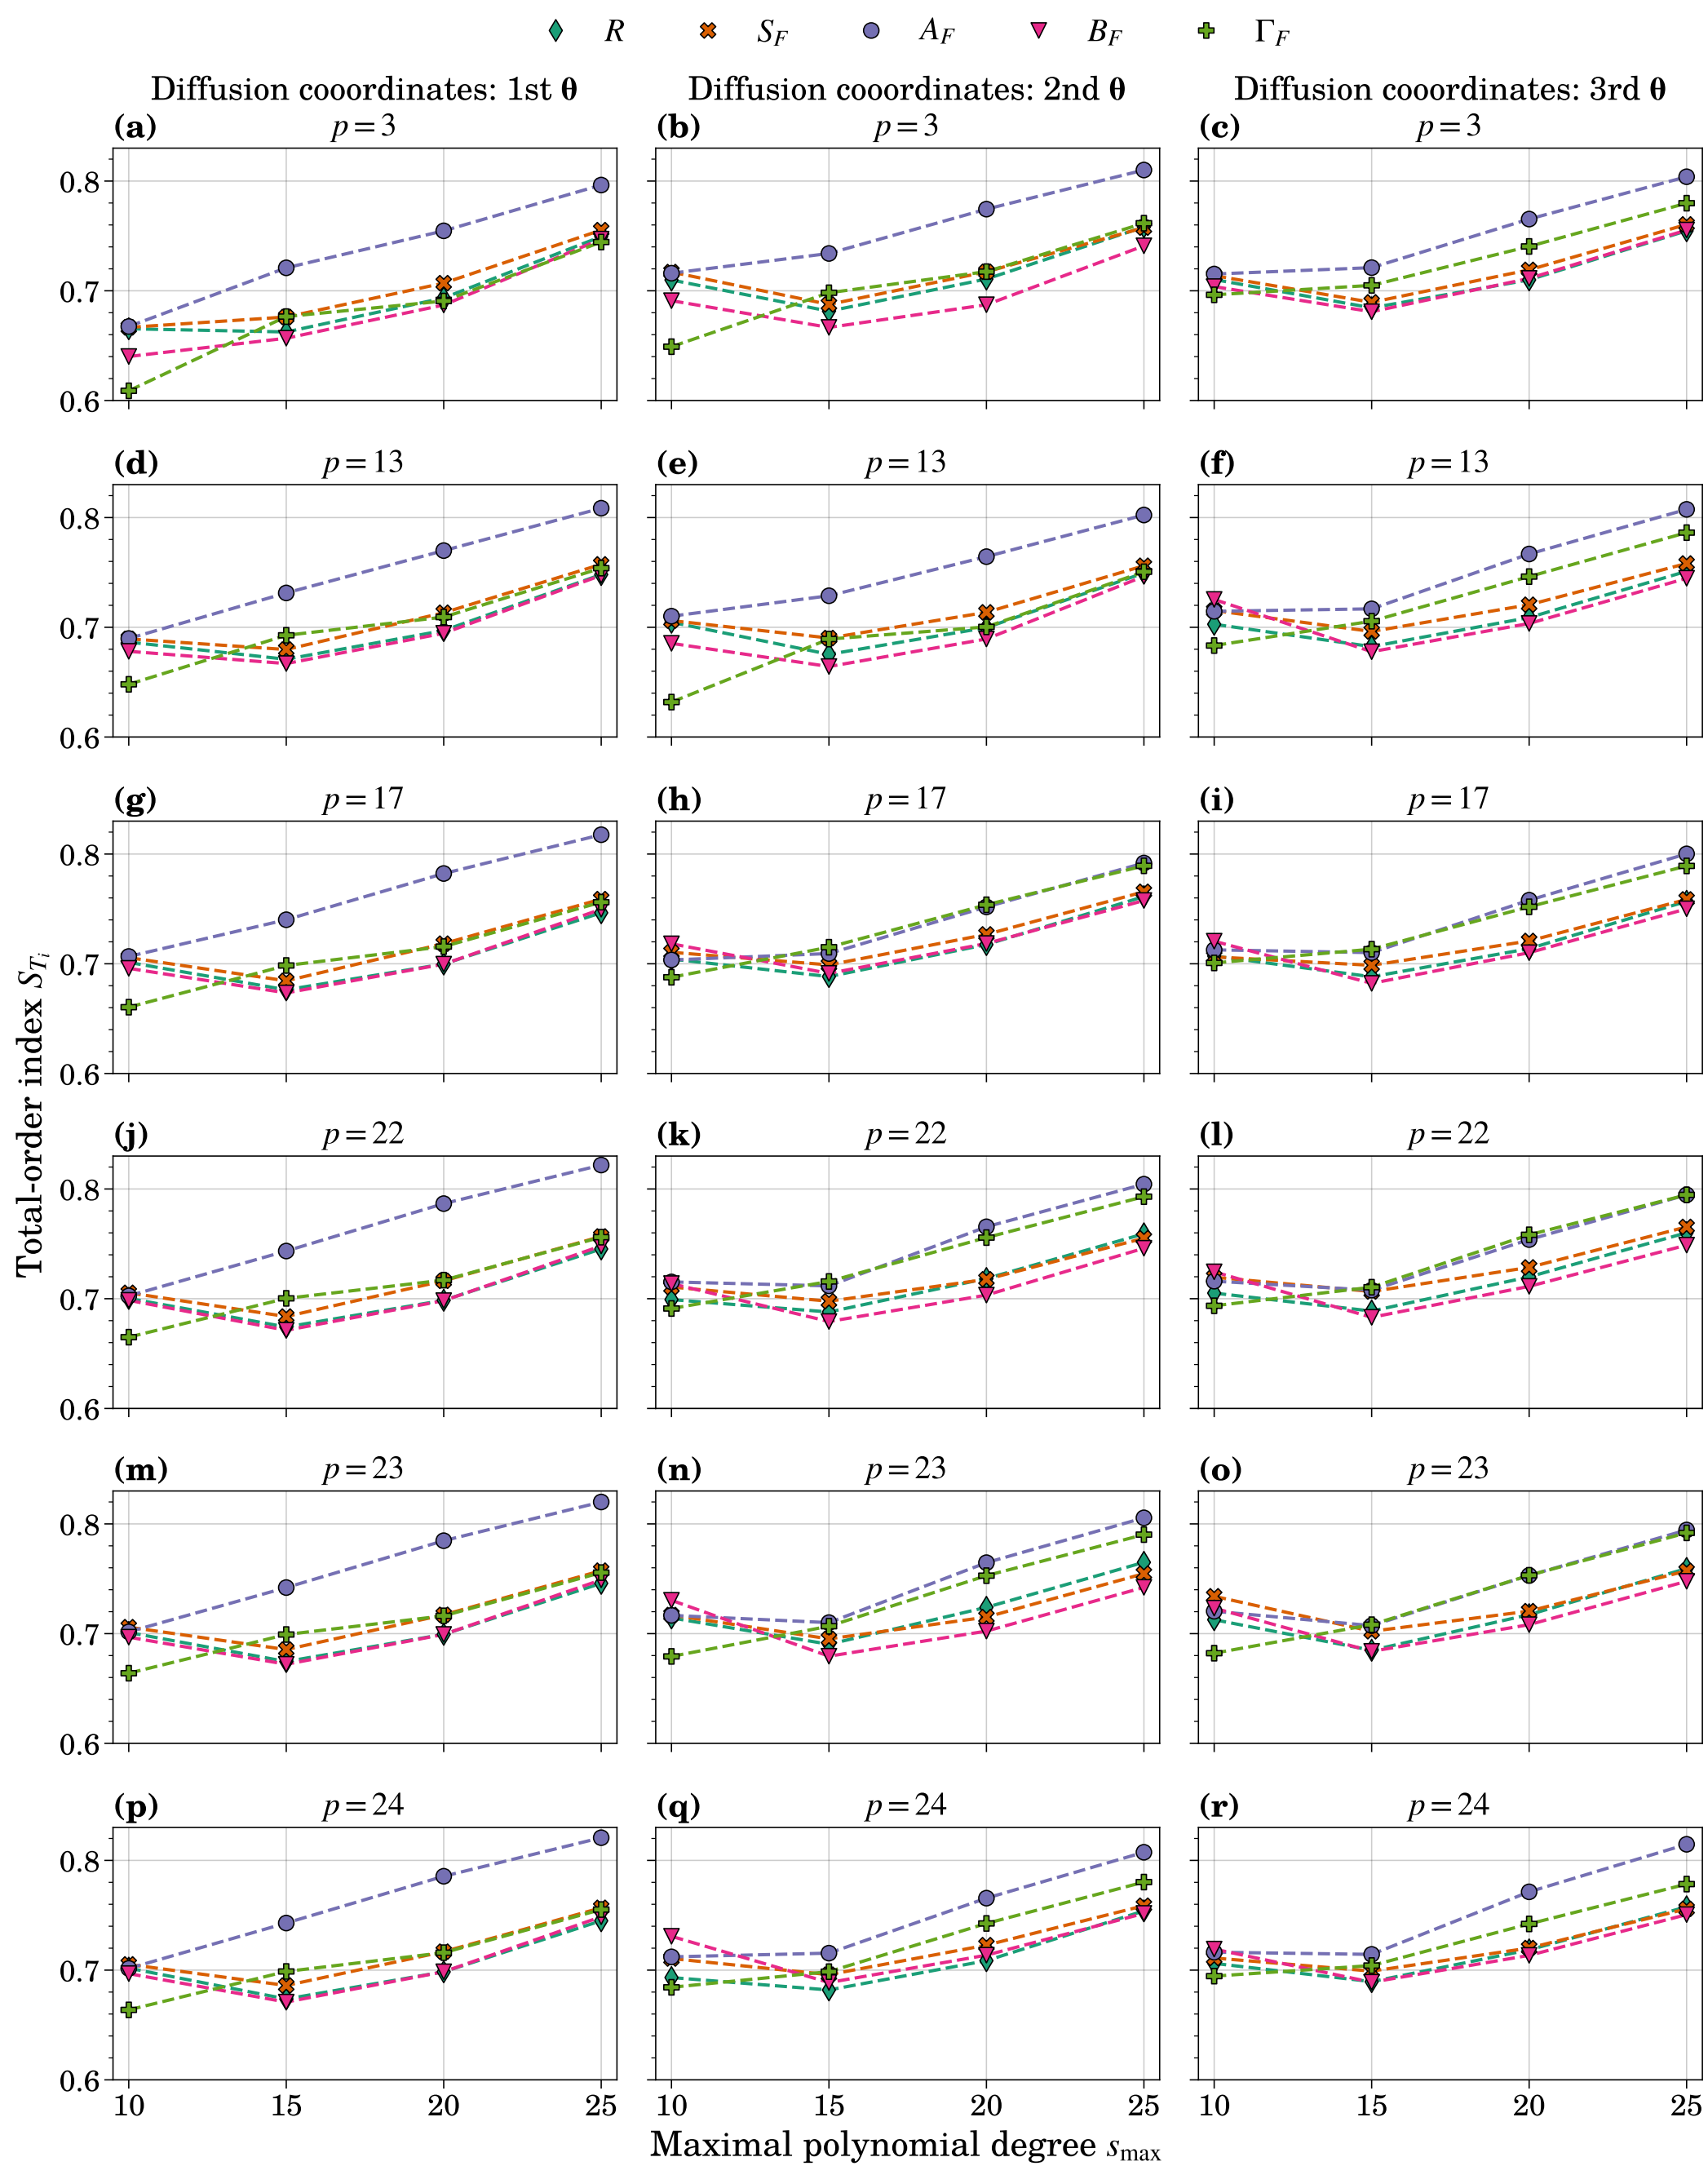 R S_F A_F B_F Γ_F
Diffusion cooordinates: 1st θ Diffusion cooordinates: 2nd θ Diffusion cooordinates: 3rd θ
(a) p = 3 (b) p = 3 (c) p = 3
0.8
0.7
0.6
(d) p = 13 (e) p = 13 (f) p = 13
0.8
0.7
0.6
(g) p = 17 (h) p = 17 (i) p = 17
0.8
0.7
0.6
(j) p = 22 (k) p = 22 (l) p = 22
0.8
0.7
0.6
(m) p = 23 (n) p = 23 (o) p = 23
0.8
0.7
0.6
(p) p = 24 (q) p = 24 (r) p = 24
0.8
0.7
0.6
Total-order index S_{T_i}
10 15 20 25 10 15 20 25 10 15 20 25
Maximal polynomial degree s_max